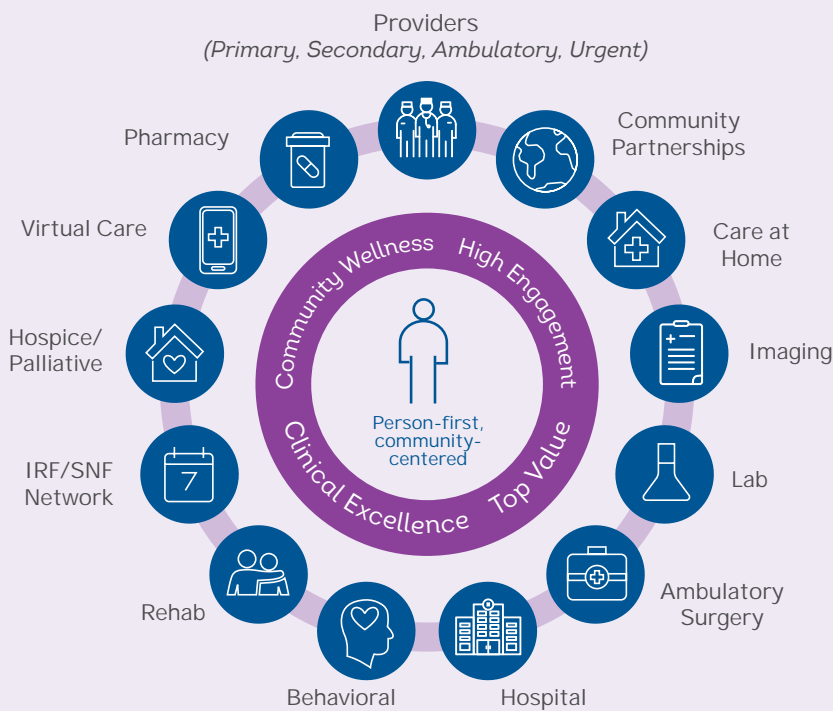 Providers
(Primary, Secondary, Ambulatory, Urgent)
Community
Partnerships
Care at
Home
Imaging
Lab
Ambulatory
Surgery
Hospital
Behavioral
Rehab
IRF/SNF
Network
7
Hospice/
Palliative
Virtual Care
Pharmacy
Community Wellness
High Engagement
Top Value
Clinical Excellence
Person-first,
community-
centered